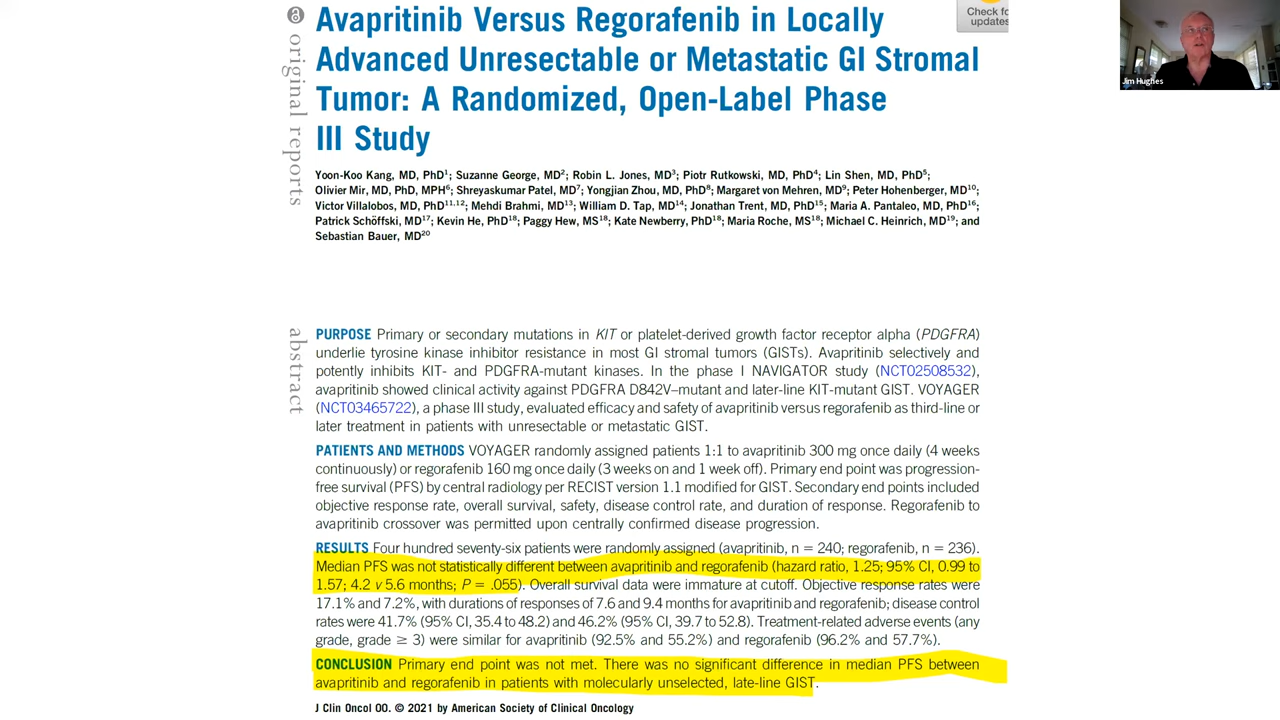 Avapritinib Versus Regorafenib in Locally
Advanced Unresectable or Metastatic GI Stromal
Tumor: A Randomized, Open-Label Phase
III Study
Check fo
updates
original reports
Jim Hughes
Yoon-Koo Kang, MD, PhD1; Suzanne George, MD2; Robin L. Jones, MD3; Piotr Rutkowski, MD, PhD4; Lin Shen, MD, PhD5;
Olivier Mir, MD, PhD, MPH6; Shreyaskumar Patel, MD7; Yongjian Zhou, MD, PhD8; Margaret von Mehren, MD9; Peter Hohenberger, MD10;
Victor Villalobos, MD, PhD11,12; Mehdi Brahmi, MD13; William D. Tap, MD14; Jonathan Trent, MD, PhD15; Maria A. Pantaleo, MD, PhD16;
Patrick Schöffski, MD17; Kevin He, PhD18; Paggy Hew, MS18; Kate Newberry, PhD18; Maria Roche, MS18; Michael C. Heinrich, MD19; and
Sebastian Bauer, MD20
abstract
PURPOSE Primary or secondary mutations in KIT or platelet-derived growth factor receptor alpha (PDGFRA)
underlie tyrosine kinase inhibitor resistance in most GI stromal tumors (GISTs). Avapritinib selectively and
potently inhibits KIT- and PDGFRA-mutant kinases. In the phase I NAVIGATOR study (NCT02508532),
avapritinib showed clinical activity against PDGFRA D842V–mutant and later-line KIT-mutant GIST. VOYAGER
(NCT03465722), a phase III study, evaluated efficacy and safety of avapritinib versus regorafenib as third-line or
later treatment in patients with unresectable or metastatic GIST.
PATIENTS AND METHODS VOYAGER randomly assigned patients 1:1 to avapritinib 300 mg once daily (4 weeks
continuously) or regorafenib 160 mg once daily (3 weeks on and 1 week off). Primary end point was progression-
free survival (PFS) by central radiology per RECIST version 1.1 modified for GIST. Secondary end points included
objective response rate, overall survival, safety, disease control rate, and duration of response. Regorafenib to
avapritinib crossover was permitted upon centrally confirmed disease progression.
RESULTS Four hundred seventy-six patients were randomly assigned (avapritinib, n = 240; regorafenib, n = 236).
Median PFS was not statistically different between avapritinib and regorafenib (hazard ratio, 1.25; 95% CI, 0.99 to
1.57; 4.2 v 5.6 months; P = .055). Overall survival data were immature at cutoff. Objective response rates were
17.1% and 7.2%, with durations of responses of 7.6 and 9.4 months for avapritinib and regorafenib; disease control
rates were 41.7% (95% CI, 35.4 to 48.2) and 46.2% (95% CI, 39.7 to 52.8). Treatment-related adverse events (any
grade, grade ≥ 3) were similar for avapritinib (92.5% and 55.2%) and regorafenib (96.2% and 57.7%).
CONCLUSION Primary end point was not met. There was no significant difference in median PFS between
avapritinib and regorafenib in patients with molecularly unselected, late-line GIST.
J Clin Oncol 00. © 2021 by American Society of Clinical Oncology